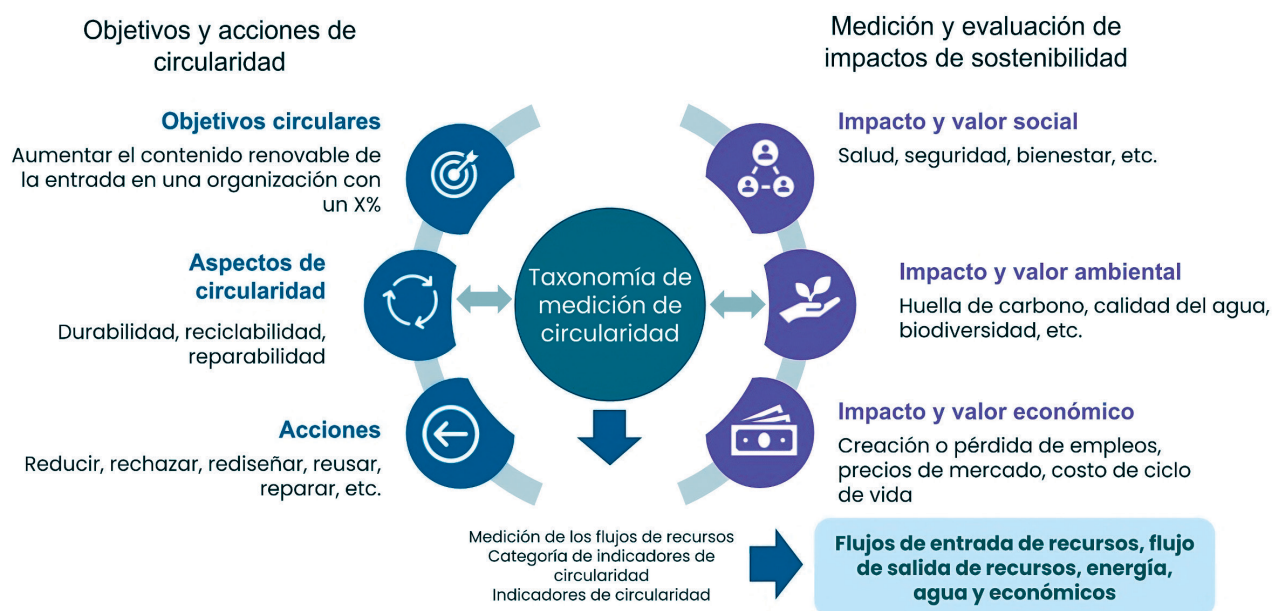 Objetivos y acciones de
circularidad
Objetivos circulares
Aumentar el contenido renovable de
la entrada en una organización con
un X%
Aspectos de
circularidad
Durabilidad, reciclabilidad,
reparabilidad
Acciones
Reducir, rechazar, rediseñar, reusar,
reparar, etc.
Taxonomía de
medición de
circularidad
Medición y evaluación de
impactos de sostenibilidad
Impacto y valor social
Salud, seguridad, bienestar, etc.
Impacto y valor ambiental
Huella de carbono, calidad del agua,
biodiversidad, etc.
Impacto y valor económico
Creación o pérdida de empleos,
precios de mercado, costo de ciclo
de vida
Medición de los flujos de recursos
Categoría de indicadores de
circularidad
Indicadores de circularidad
Flujos de entrada de recursos, flujo
de salida de recursos, energía,
agua y económicos